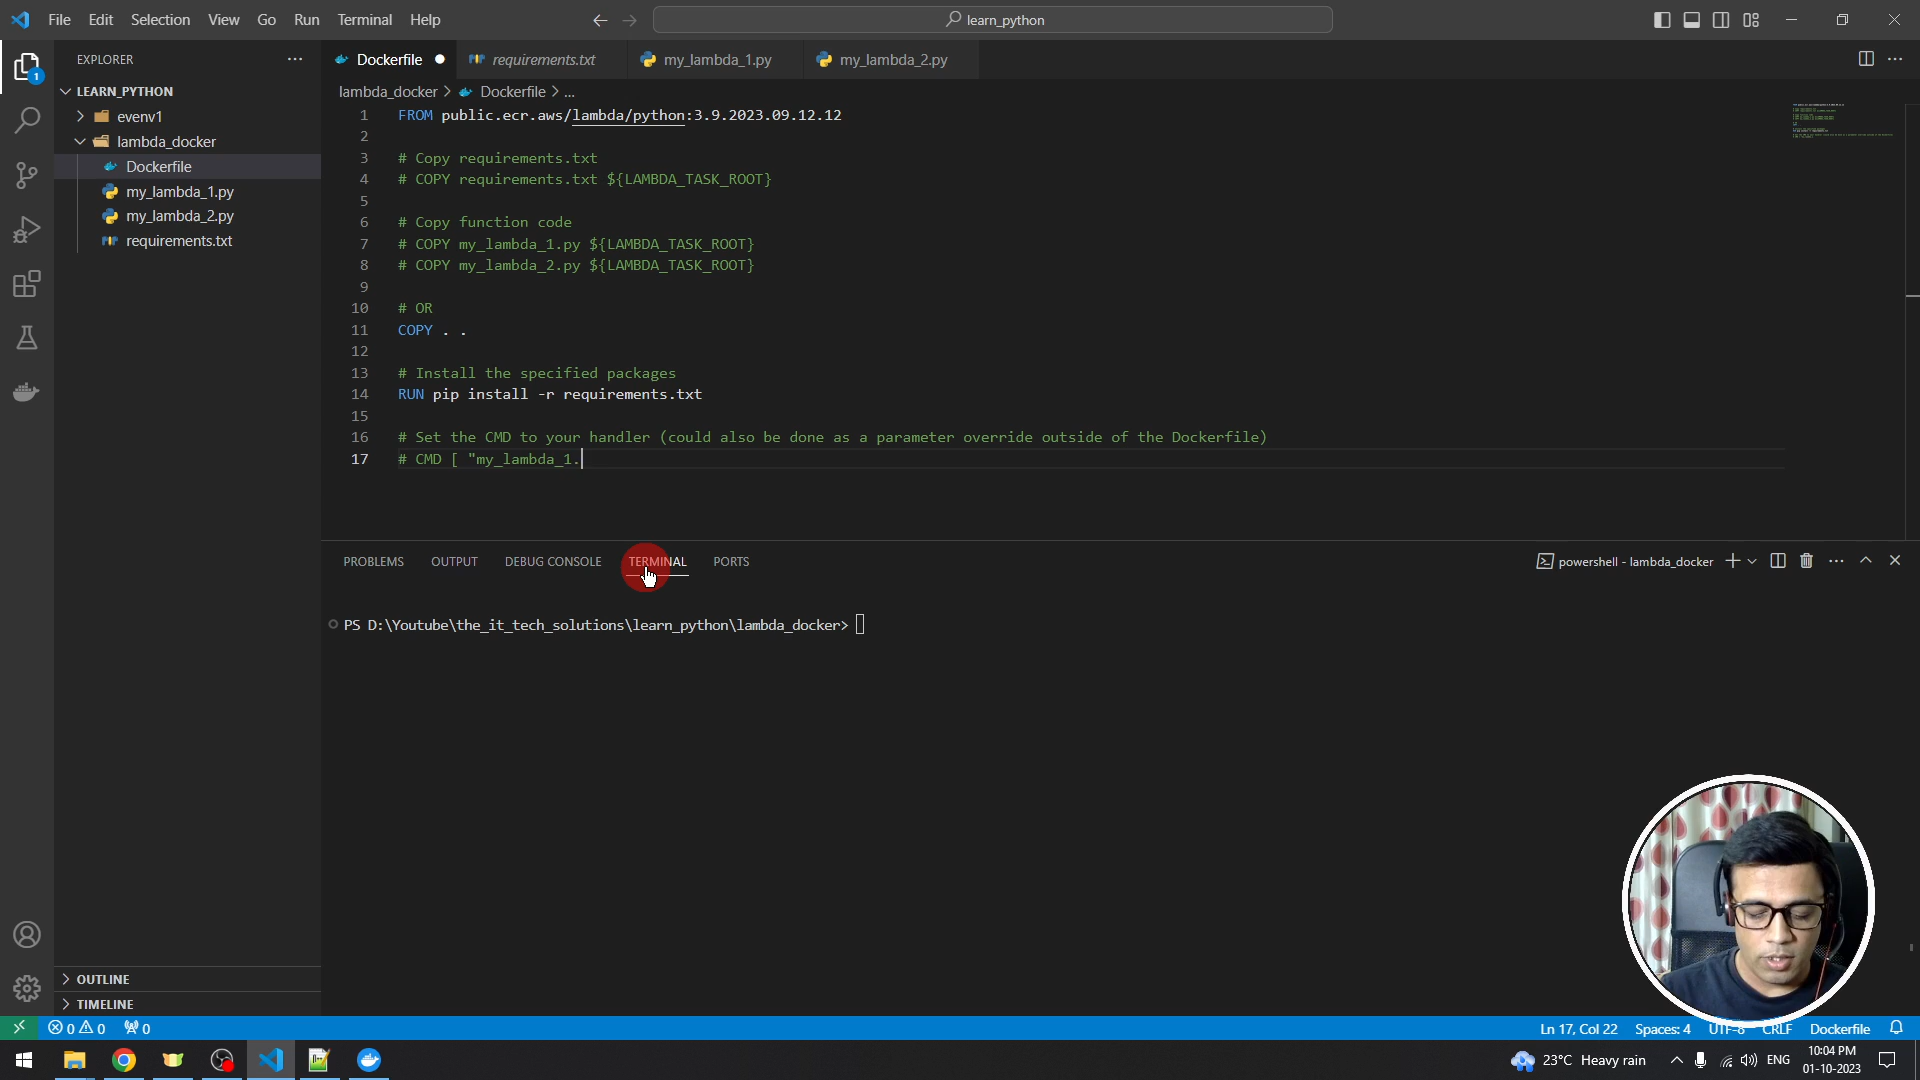 File Edit Selection View Go Run Terminal Help
learn_python
EXPLORER
LEARN_PYTHON
evenv1
lambda_docker
Dockerfile
my_lambda_1.py
my_lambda_2.py
requirements.txt
OUTLINE
TIMELINE
1
Dockerfile requirements.txt my_lambda_1.py my_lambda_2.py
lambda_docker > Dockerfile > ...
1 FROM public.ecr.aws/lambda/python:3.9.2023.09.12.12
2
3 # Copy requirements.txt
4 # COPY requirements.txt ${LAMBDA_TASK_ROOT}
5
6 # Copy function code
7 # COPY my_lambda_1.py ${LAMBDA_TASK_ROOT}
8 # COPY my_lambda_2.py ${LAMBDA_TASK_ROOT}
9
10 # OR
11 COPY . .
12
13 # Install the specified packages
14 RUN pip install -r requirements.txt
15
16 # Set the CMD to your handler (could also be done as a parameter override outside of the Dockerfile)
17 # CMD [ "my_lambda_1.
PROBLEMS OUTPUT DEBUG CONSOLE TERMINAL PORTS
powershell - lambda_docker
PS D:\Youtube\the_it_tech_solutions\learn_python\lambda_docker>
0 0 0
Ln 17, Col 22 Spaces: 4 UTF-8 CRLF Dockerfile
23°C Heavy rain ENG 10:04 PM
01-10-2023